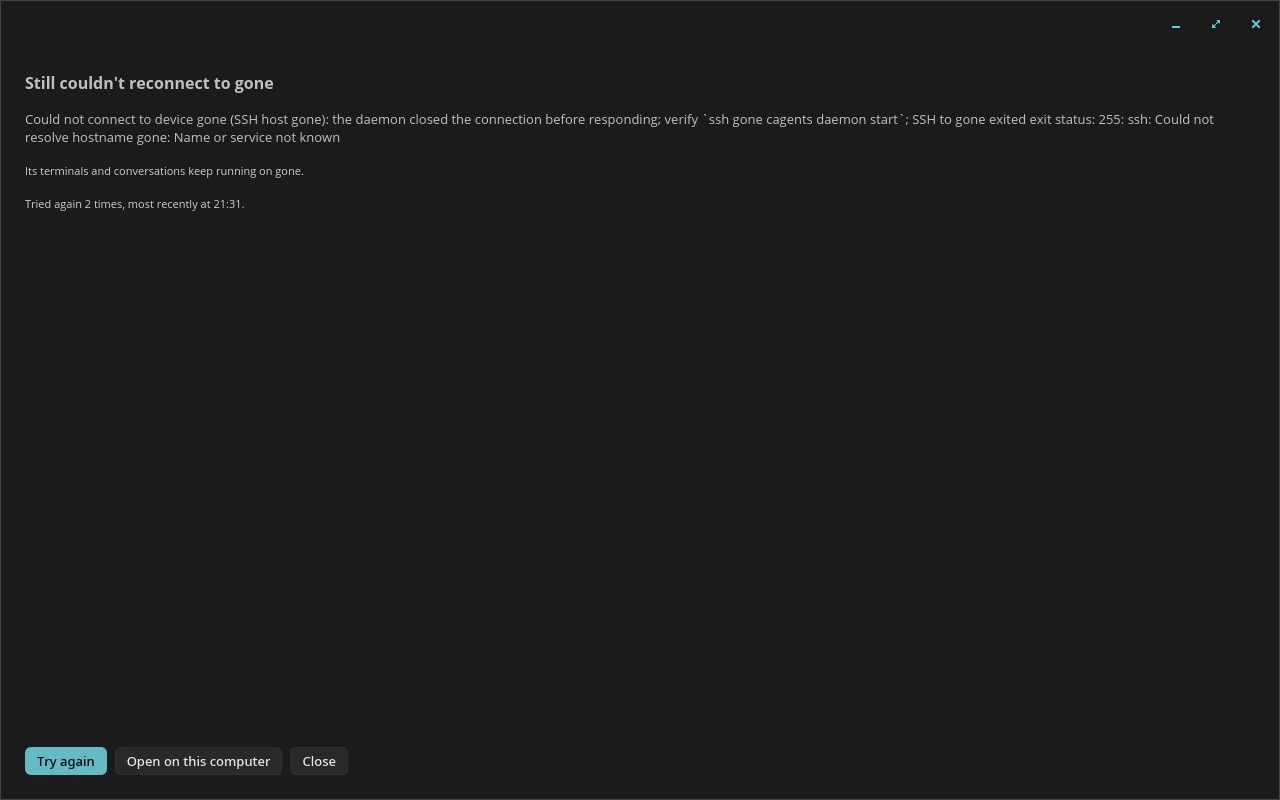 Still couldn't reconnect to gone
Could not connect to device gone (SSH host gone): the daemon closed the connection before responding; verify `ssh gone cagents daemon start`; SSH to gone exited exit status: 255: ssh: Could not
resolve hostname gone: Name or service not known
Its terminals and conversations keep running on gone.
Tried again 2 times, most recently at 21:31.
Try again
Open on this computer
Close